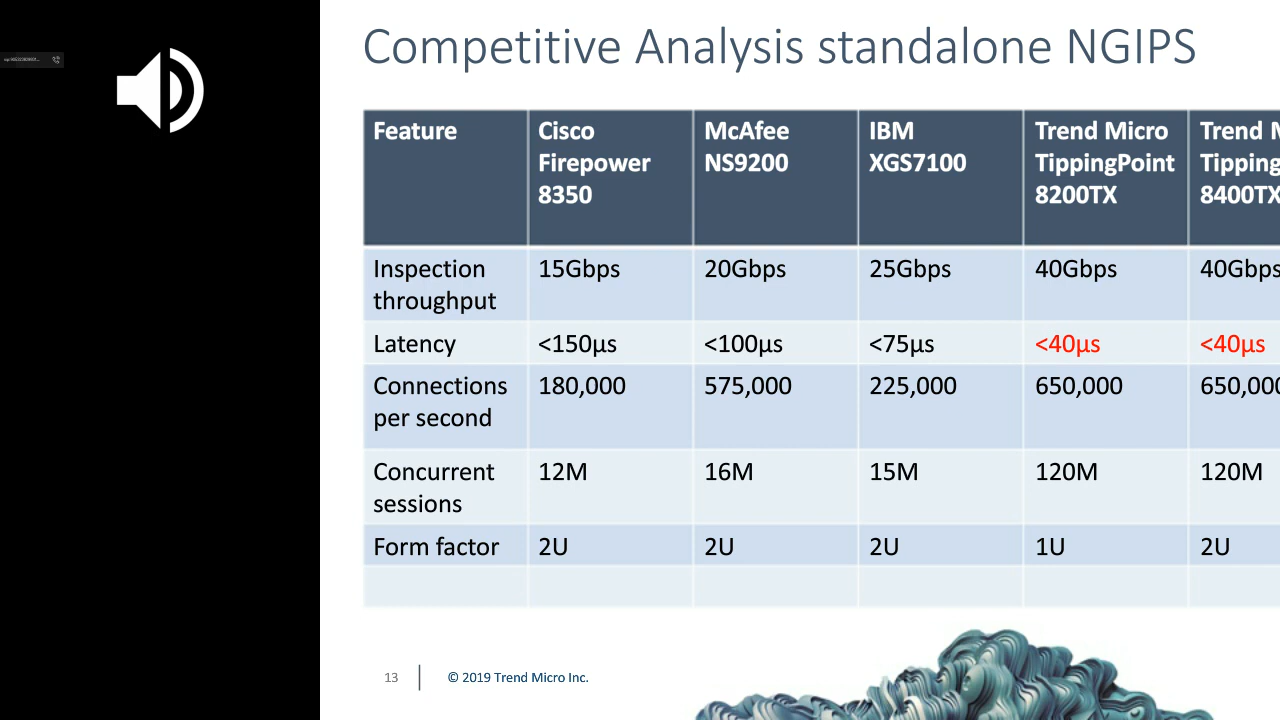 Competitive Analysis standalone NGIPS
Feature
Cisco
Firepower
8350
McAfee
NS9200
IBM
XGS7100
Trend Micro
TippingPoint
8200TX
Trend M
Tipping
8400TX
Inspection
throughput
15Gbps
20Gbps
25Gbps
40Gbps
40Gbps
Latency
<150µs
<100µs
<75µs
<40µs
<40µs
Connections
per second
180,000
575,000
225,000
650,000
650,000
Concurrent
sessions
12M
16M
15M
120M
120M
Form factor
2U
2U
2U
1U
2U
13
© 2019 Trend Micro Inc.